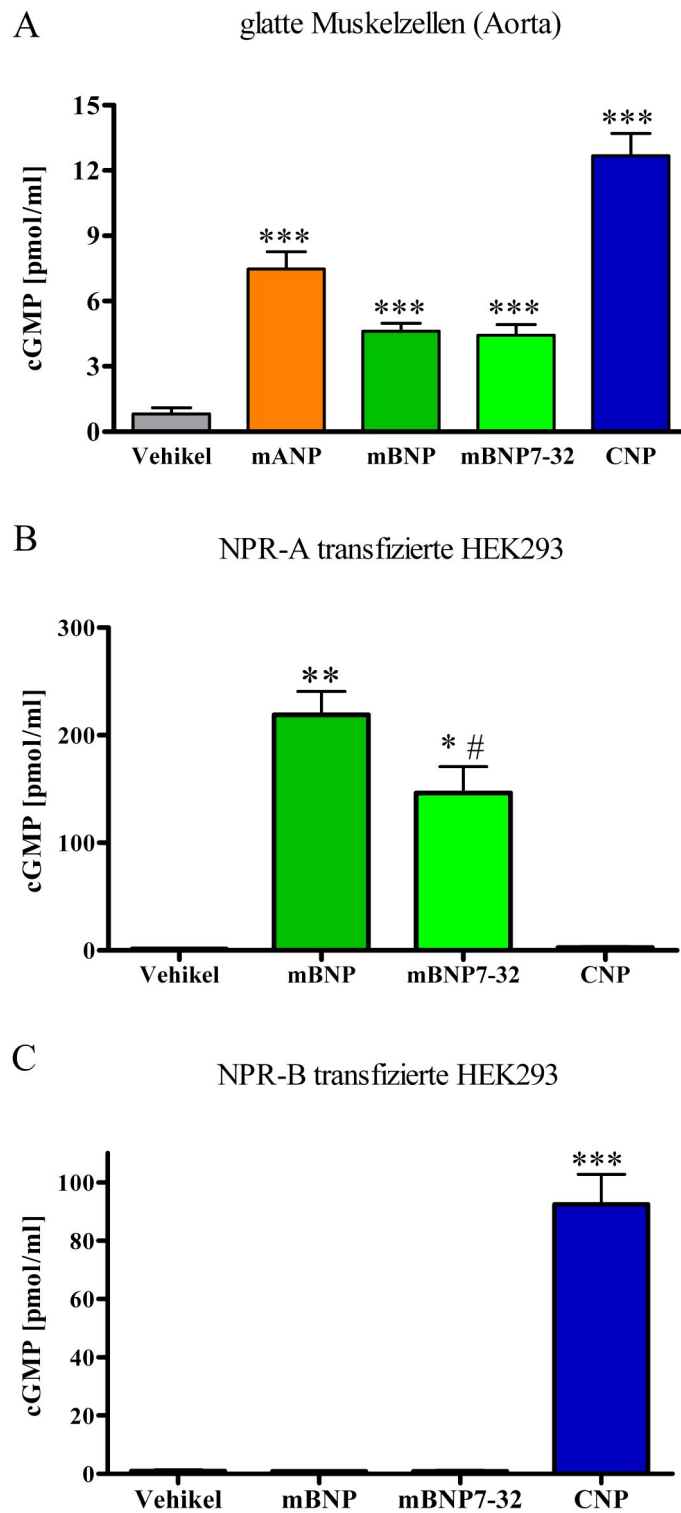 A
glatte Muskelzellen (Aorta)
cGMP [pmol/ml]
15
12
9
6
3
0
***
***
***
***
Vehikel mANP mBNP mBNP7-32 CNP
B
NPR-A transfizierte HEK293
cGMP [pmol/ml]
300
200
100
0
**
* #
Vehikel mBNP mBNP7-32 CNP
C
NPR-B transfizierte HEK293
cGMP [pmol/ml]
100
80
60
40
20
0
***
Vehikel mBNP mBNP7-32 CNP